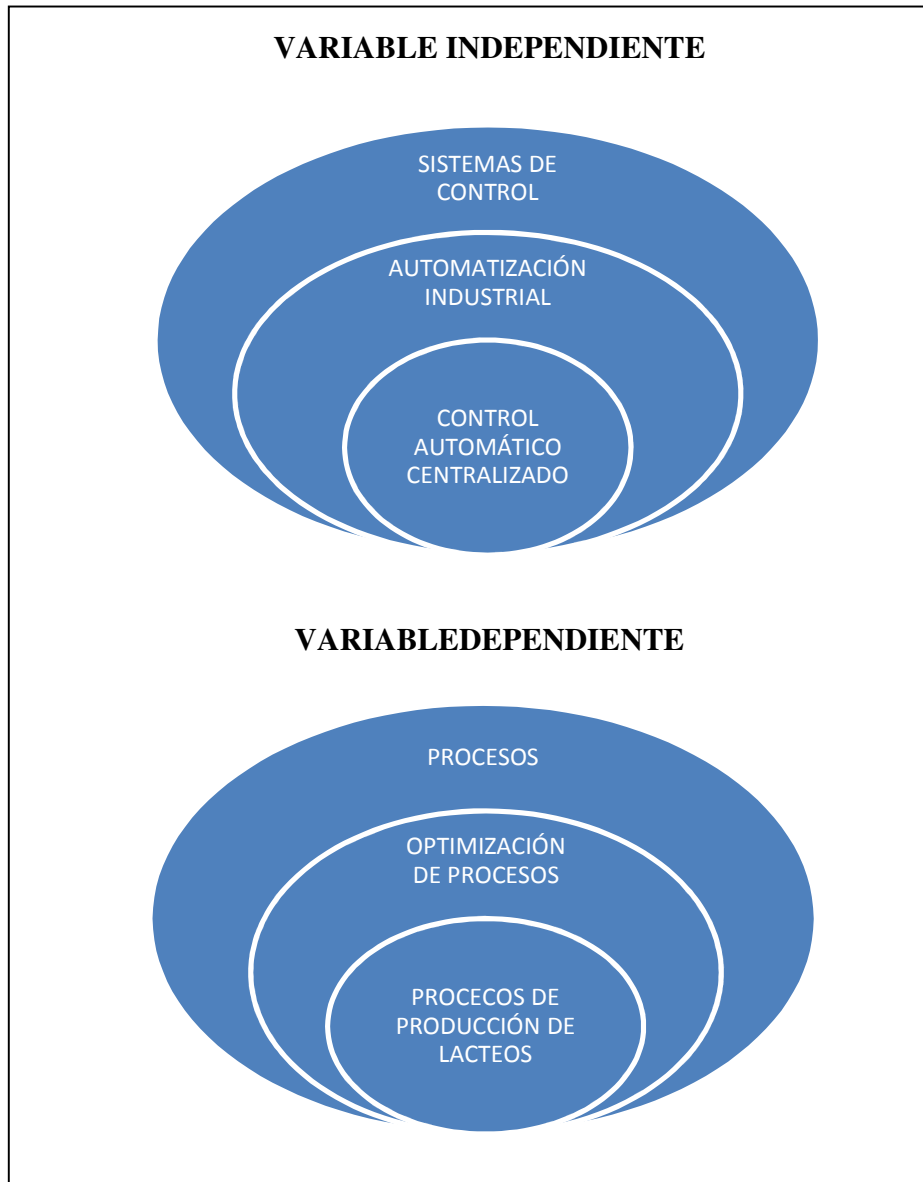 VARIABLE INDEPENDIENTE
SISTEMAS DE
CONTROL
AUTOMATIZACIÓN
INDUSTRIAL
CONTROL
AUTOMÁTICO
CENTRALIZADO
VARIABLEDEPENDIENTE
PROCESOS
OPTIMIZACIÓN
DE PROCESOS
PROCECOS DE
PRODUCCIÓN DE
LACTEOS